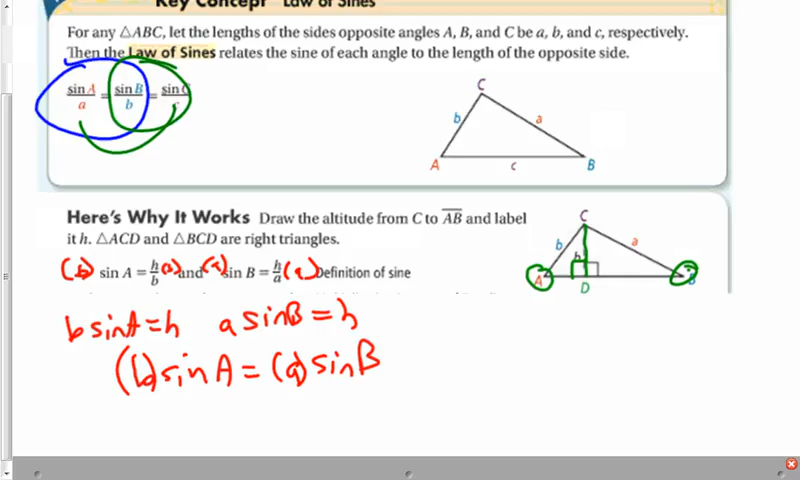 Key Concept Law of Sines
For any △ABC, let the lengths of the sides opposite angles A, B, and C be a, b, and c, respectively.
Then the Law of Sines relates the sine of each angle to the length of the opposite side.
sin A/a = sin B/b = sin C/c
C
b a
A c B
Here's Why It Works Draw the altitude from C to AB and label
it h. △ACD and △BCD are right triangles.
(b) sin A = h/b (b) and (a) sin B = h/a (a) Definition of sine
C
b h a
A D B
b sin A = h a sin B = h
(b) sin A = (a) sin B